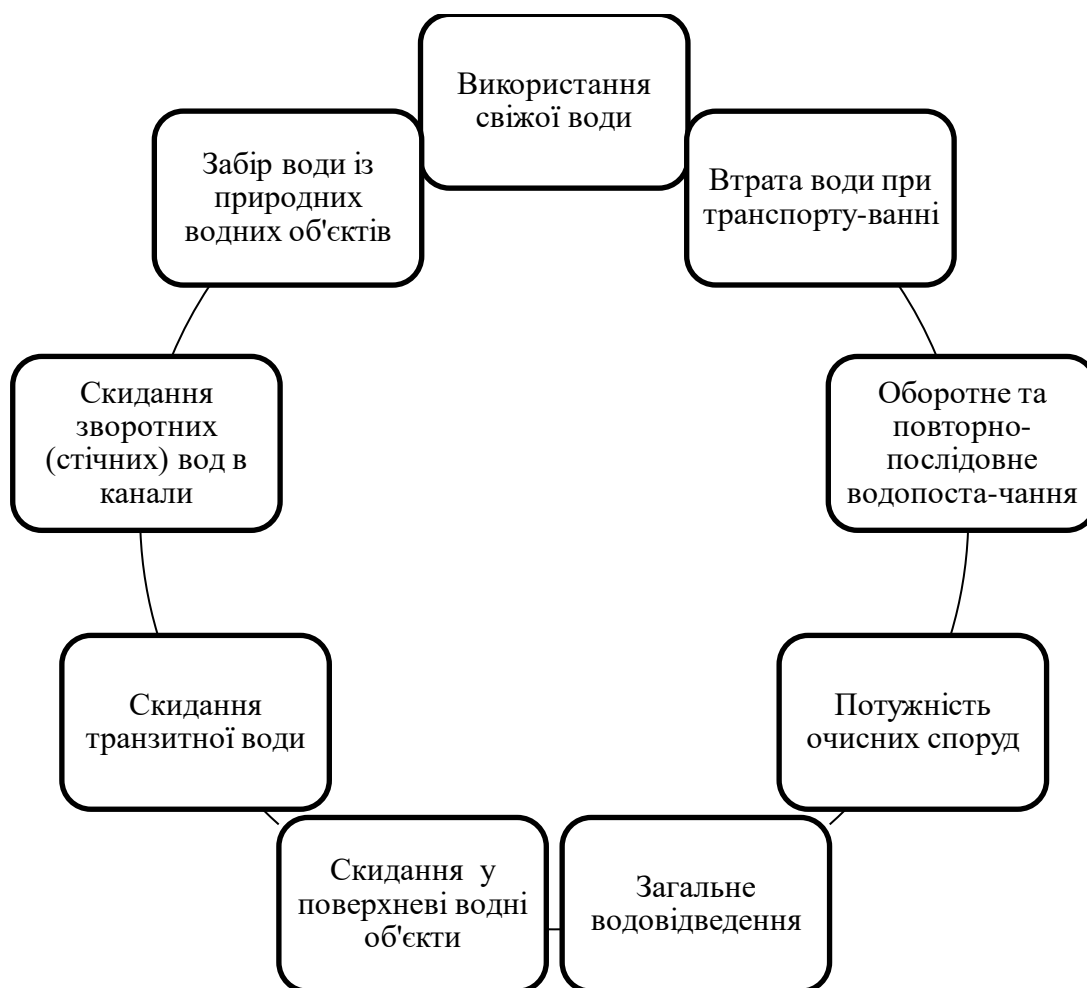 Використання
свіжої води
Втрата води при
транспорту-ванні
Оборотне та
повторно-
послідовне
водопоста-чання
Потужність
очисних споруд
Загальне
водовідведення
Скидання у
поверхневі водні
об'єкти
Скидання
транзитної води
Скидання
зворотних
(стічних) вод в
канали
Забір води із
природних
водних об'єктів